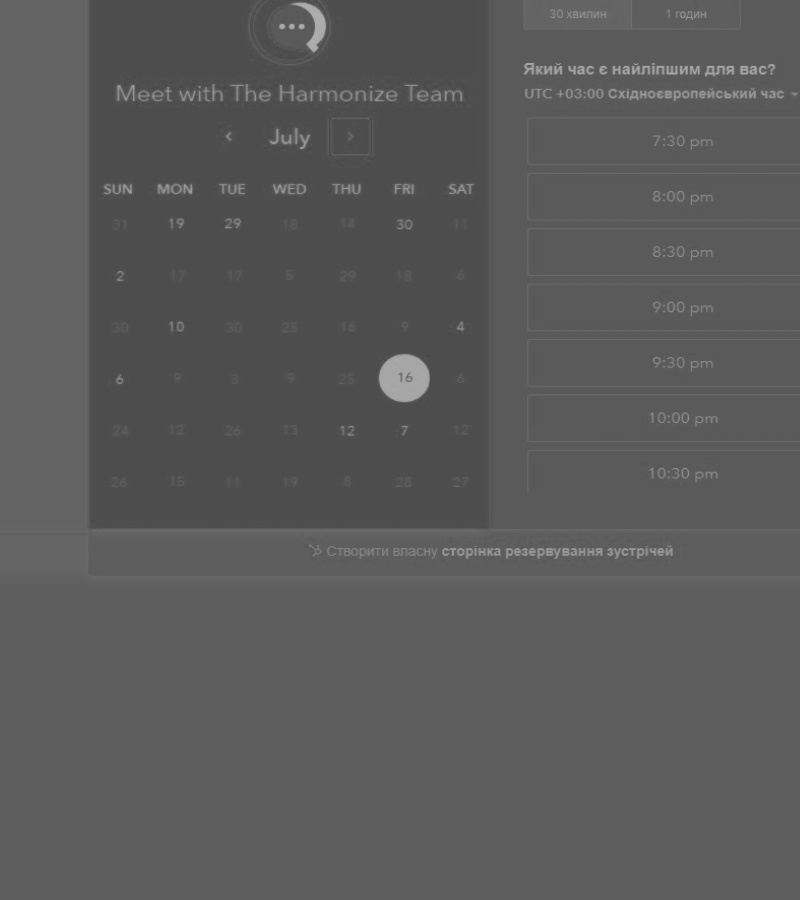 30 хвилин 1 годин
Meet with The Harmonize Team
Який час є найліпшим для вас?
UTC +03:00 Східноєвропейський час
July
7:30 pm
8:00 pm
8:30 pm
9:00 pm
9:30 pm
10:00 pm
10:30 pm
SUN MON TUE WED THU FRI SAT
31 19 29 18 14 30 11
2 17 17 5 29 18 6
30 10 30 25 18 9 4
6 9 3 9 25 16 6
24 12 26 13 12 7 12
26 15 11 19 8 28 27
Створити власну сторінка резервування зустрічей